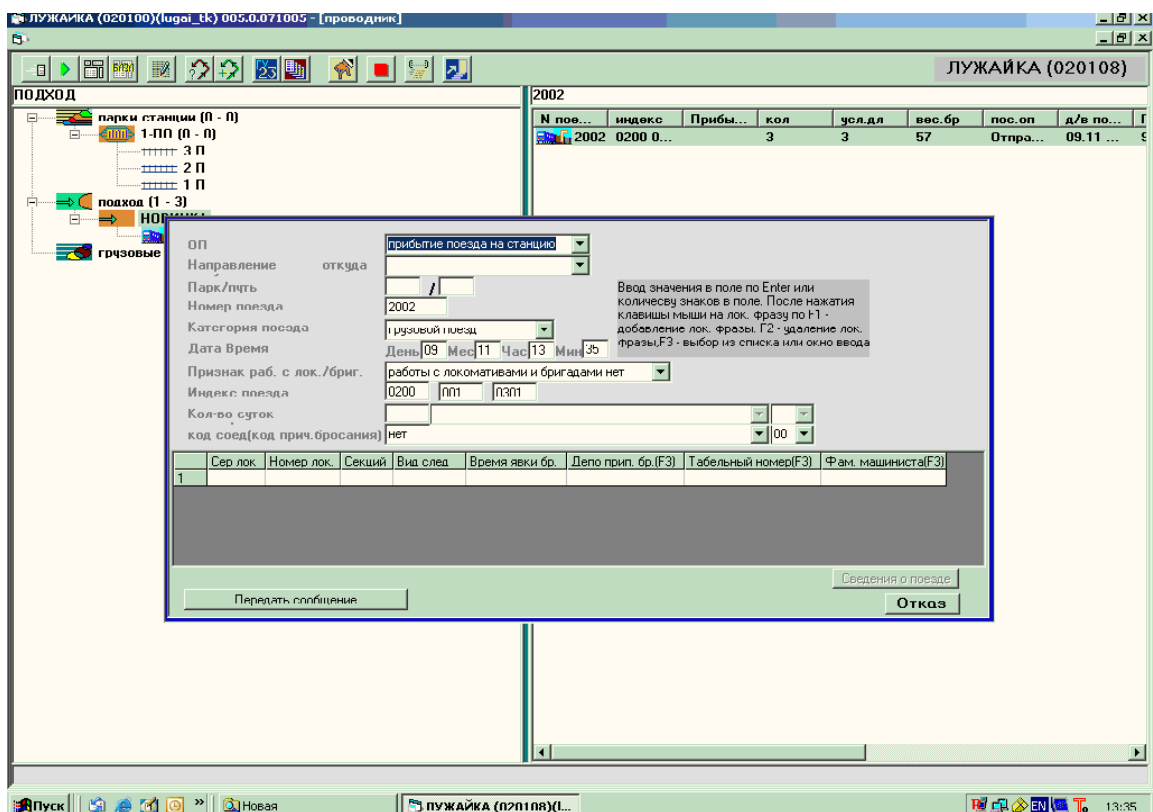 ЛУЖАЙКА (020100)(lugai_tk) 005.0.071005 - [проводник]
ЛУЖАЙКА (020108)
ПОДХОД
2002
парки станции (0 - 0)
1-ПП (0 - 0)
3 П
2 П
1 П
подход (1 - 3)
грузовые
N пое... индекс Прибы... кол усл.дл вес.бр пос.оп д/в по...
2002 0200 0... 3 3 57 Отпра... 09.11 ...
ОП прибытие поезда на станцию
Направление откуда
Парк/путь /
Номер поезда 2002
Категория поезда грузовой поезд
Дата Время День 09 Мес 11 Час 13 Мин 35
Признак раб. с лок./бриг. работы с локомативами и бригадами нет
Индекс поезда 0200 001 0301
Кол-во суток
код соед(код прич.бросания) нет 00
Ввод значения в поле по Enter или
количесву знаков в поле. После нажатия
клавишы мыши на лок. фразу по F1 -
добавление лок. фразы. F2 - удаление лок.
фразы,F3 - выбор из списка или окно ввода
Сер лок Номер лок. Секций Вид след Время явки бр. Депо прип. бр.(F3) Табельный номер(F3) Фам. машиниста(F3)
1
Сведения о поезде
Передать сообщение
Отказ
Пуск » Новая ЛУЖАЙКА (020108)(l... EN 13:35